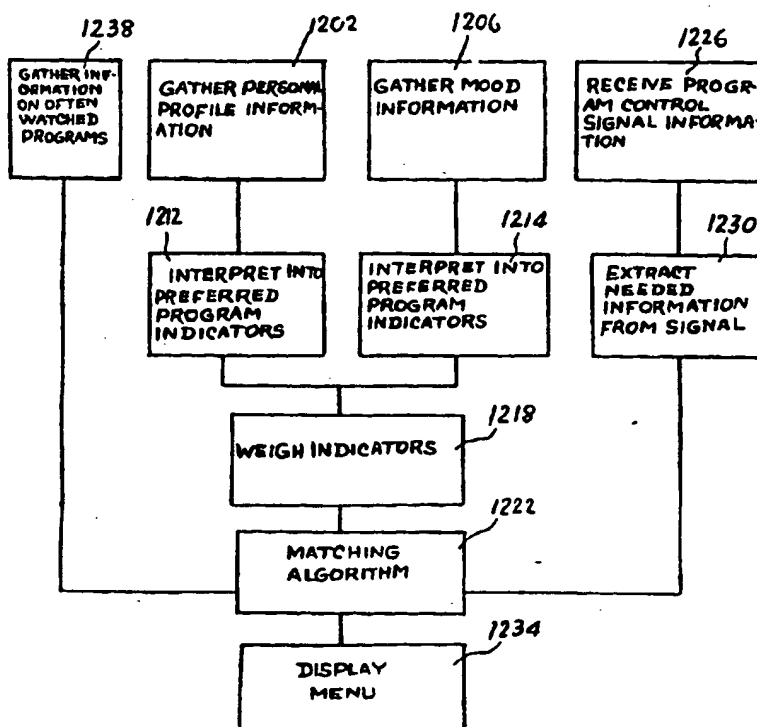 1238
1202
1206
1226
GATHER INF-
ORMATION
ON OFTEN
WATCHED
PROGRAMS
GATHER PERSONAL
PROFILE INFORM-
ATION
GATHER MOOD
INFORMATION
RECEIVE PROGR-
AM CONTROL
SIGNAL INFORMA-
TION
1212
1214
1230
INTERPRET INTO
PREFERRED
PROGRAM
INDICATORS
INTERPRET INTO
PREFERRED
PROGRAM
INDICATORS
EXTRACT
NEEDED
INFORMATION
FROM SIGNAL
1218
WEIGH INDICATORS
1222
MATCHING
ALGORITHM
1234
DISPLAY
MENU